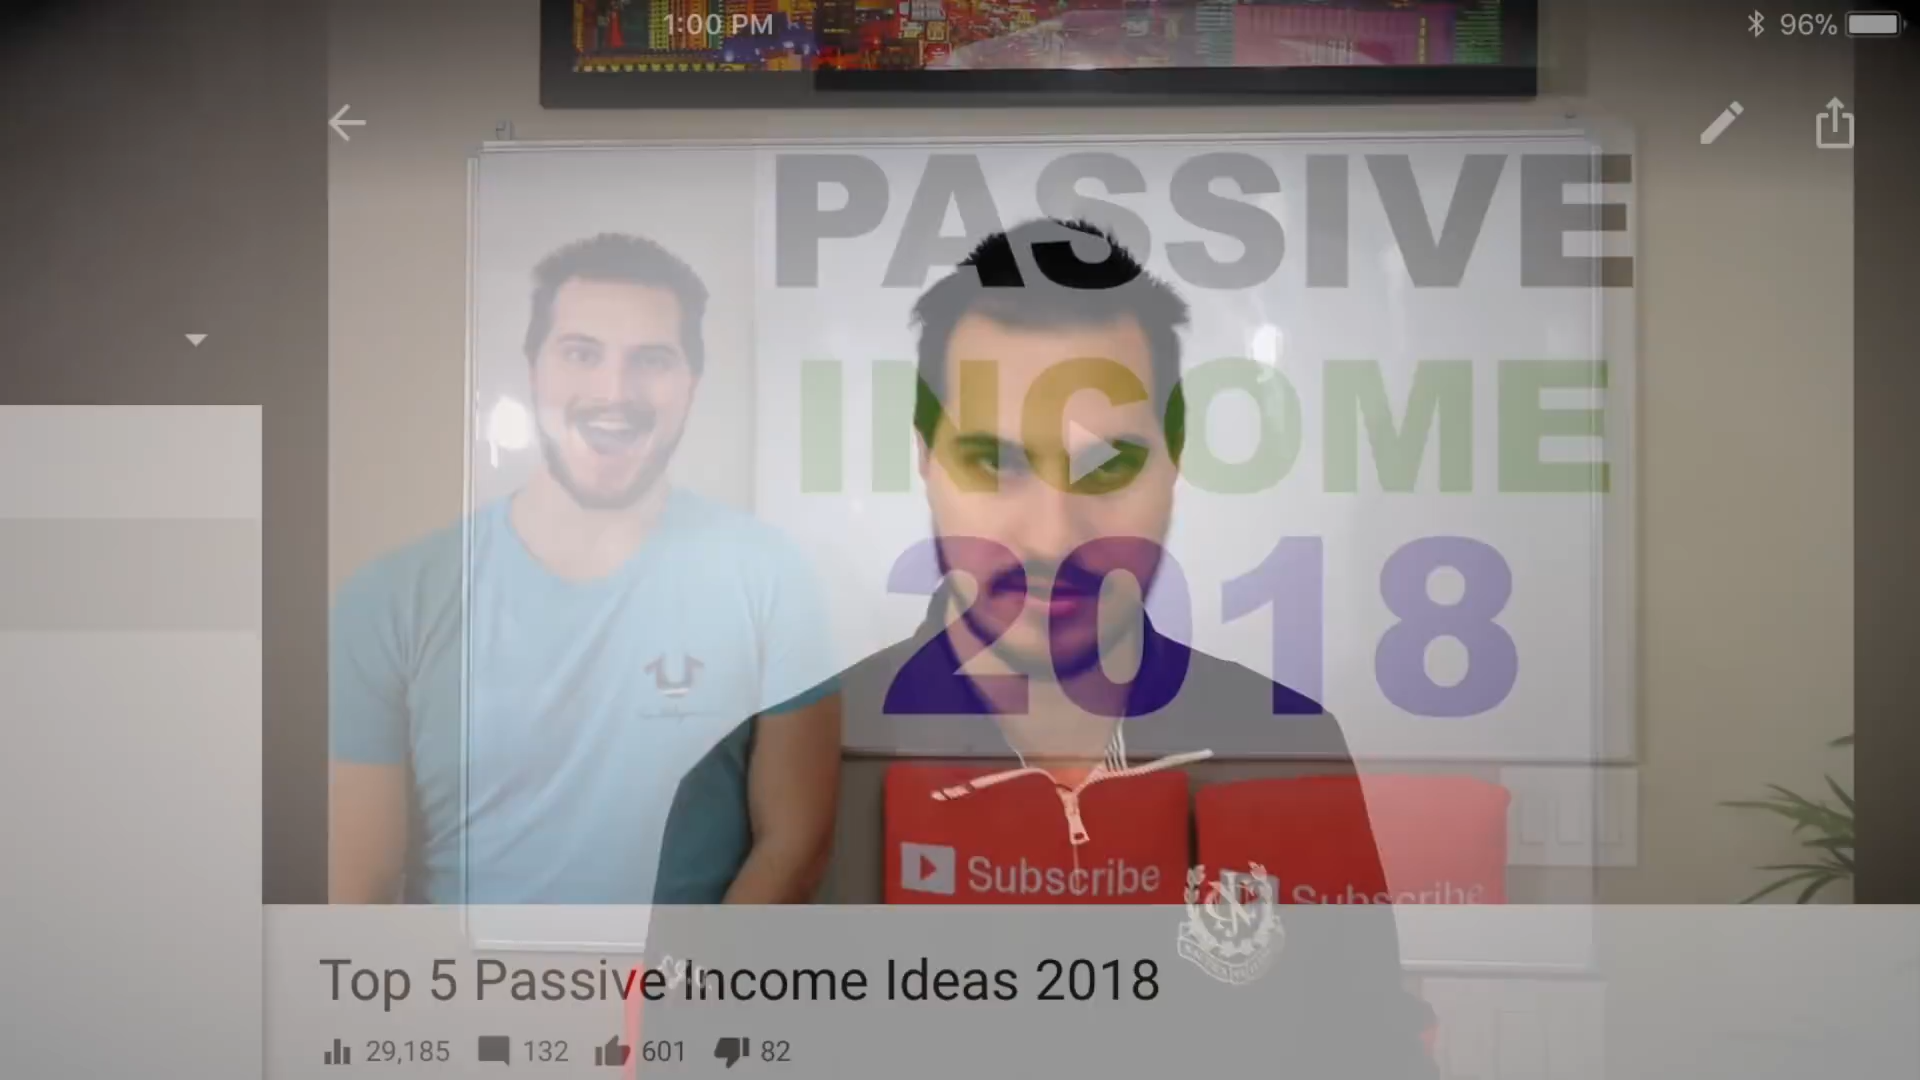 1:00 PM
96%
PASSIVE
INCOME
2018
Subscribe
Subscribe
Top 5 Passive Income Ideas 2018
29,185 132 601 82